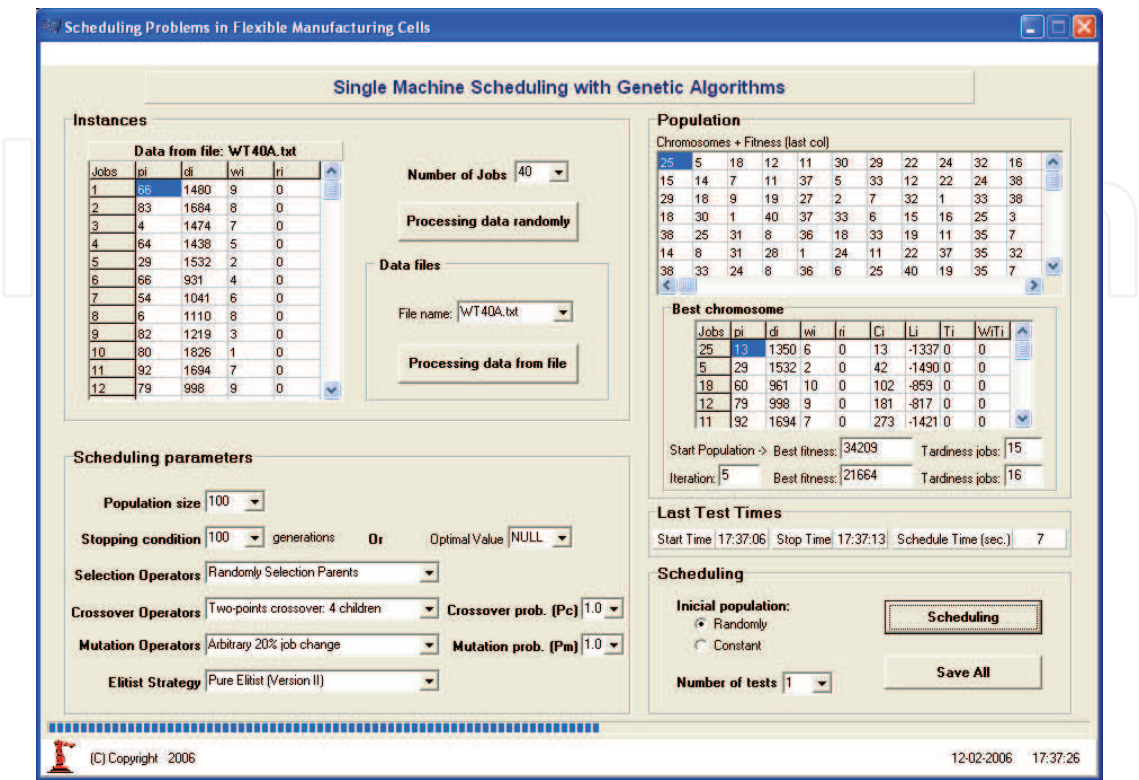 Scheduling Problems in Flexible Manufacturing Cells
Single Machine Scheduling with Genetic Algorithms
Instances
Data from file: WT40A.txt
Jobs pi di wi ri
1 66 1480 9 0
2 83 1684 8 0
3 4 1474 7 0
4 64 1438 5 0
5 29 1532 2 0
6 66 931 4 0
7 54 1041 6 0
8 6 1110 8 0
9 82 1219 3 0
10 80 1826 1 0
11 92 1694 7 0
12 79 998 9 0
Number of Jobs 40
Processing data randomly
Data files
File name: WT40A.txt
Processing data from file
Scheduling parameters
Population size 100
Stopping condition 100 generations Or Optimal Value NULL
Selection Operators Randomly Selection Parents
Crossover Operators Two-points crossover: 4 children Crossover prob. (Pc) 1.0
Mutation Operators Arbitrary 20% job change Mutation prob. (Pm) 1.0
Elitist Strategy Pure Elitist (Version II)
Population
Chromosomes + Fitness (last col)
25 5 18 12 11 30 29 22 24 32 16
15 14 7 11 37 5 33 12 22 24 38
29 18 9 19 27 2 7 32 1 33 38
18 30 1 40 37 33 6 15 16 25 3
38 25 31 8 36 18 33 19 11 35 7
14 8 31 28 1 24 11 22 37 35 32
38 33 24 8 36 6 25 40 19 35 7
Best chromosome
Jobs pi di wi ri Ci Li Ti WiTi
25 13 1350 6 0 13 -1337 0 0
5 29 1532 2 0 42 -1490 0 0
18 60 961 10 0 102 -859 0 0
12 79 998 9 0 181 -817 0 0
11 92 1694 7 0 273 -1421 0 0
Start Population -> Best fitness: 34209 Tardiness jobs: 15
Iteration: 5 Best fitness: 21664 Tardiness jobs: 16
Last Test Times
Start Time 17:37:06 Stop Time 17:37:13 Schedule Time (sec.) 7
Scheduling
Inicial population:
Randomly
Constant
Number of tests 1
Scheduling
Save All
(C) Copyright 2006
12-02-2006 17:37:26